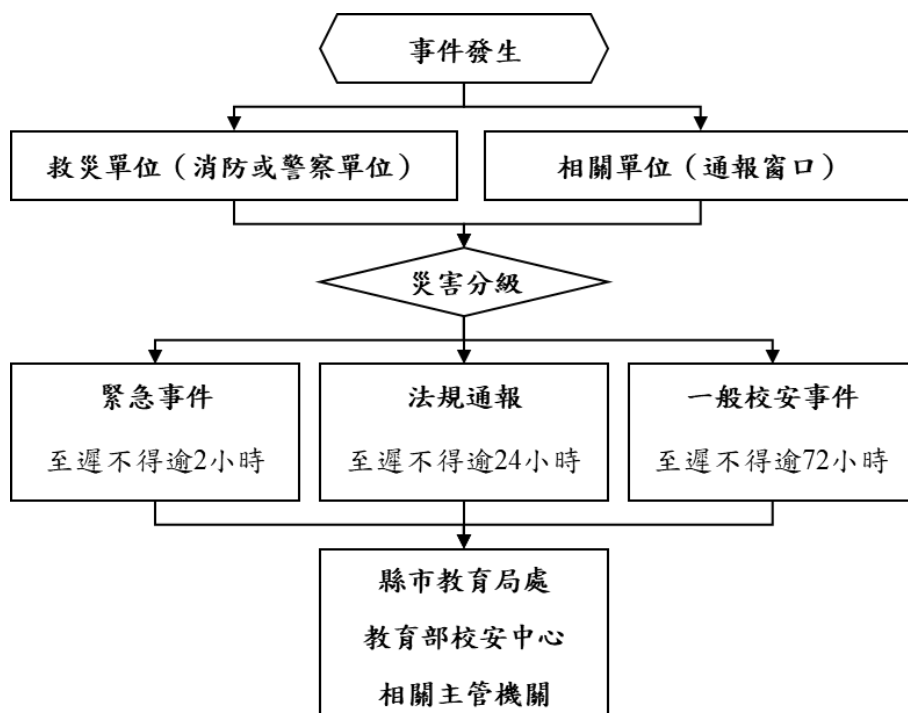 事件發生
救災單位（消防或警察單位）
相關單位（通報窗口）
災害分級
緊急事件
至遲不得逾2小時
法規通報
至遲不得逾24小時
一般校安事件
至遲不得逾72小時
縣市教育局處
教育部校安中心
相關主管機關